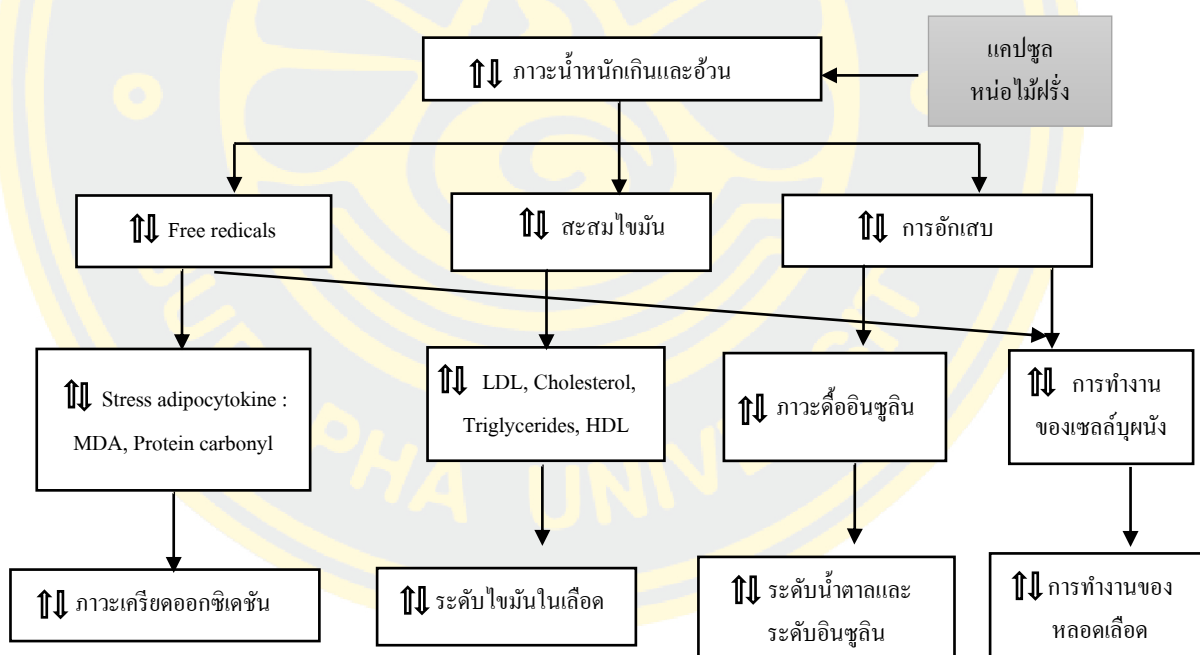 แคปซูล
หน่อไม้ฝรั่ง
⇑⇓ ภาวะน้ำหนักเกินและอ้วน
⇑⇓ Free redicals
⇑⇓ สะสมไขมัน
⇑⇓ การอักเสบ
⇑⇓ Stress adipocytokine :
MDA, Protein carbonyl
⇑⇓ LDL, Cholesterol,
Triglycerides, HDL
⇑⇓ ภาวะดื้ออินซูลิน
⇑⇓ การทำงาน
ของเซลล์บุผนัง
⇑⇓ ภาวะเครียดออกซิเดชัน
⇑⇓ ระดับไขมันในเลือด
⇑⇓ ระดับน้ำตาลและ
ระดับอินซูลิน
⇑⇓ การทำงานของ
หลอดเลือด
PHA UNIVERSIT